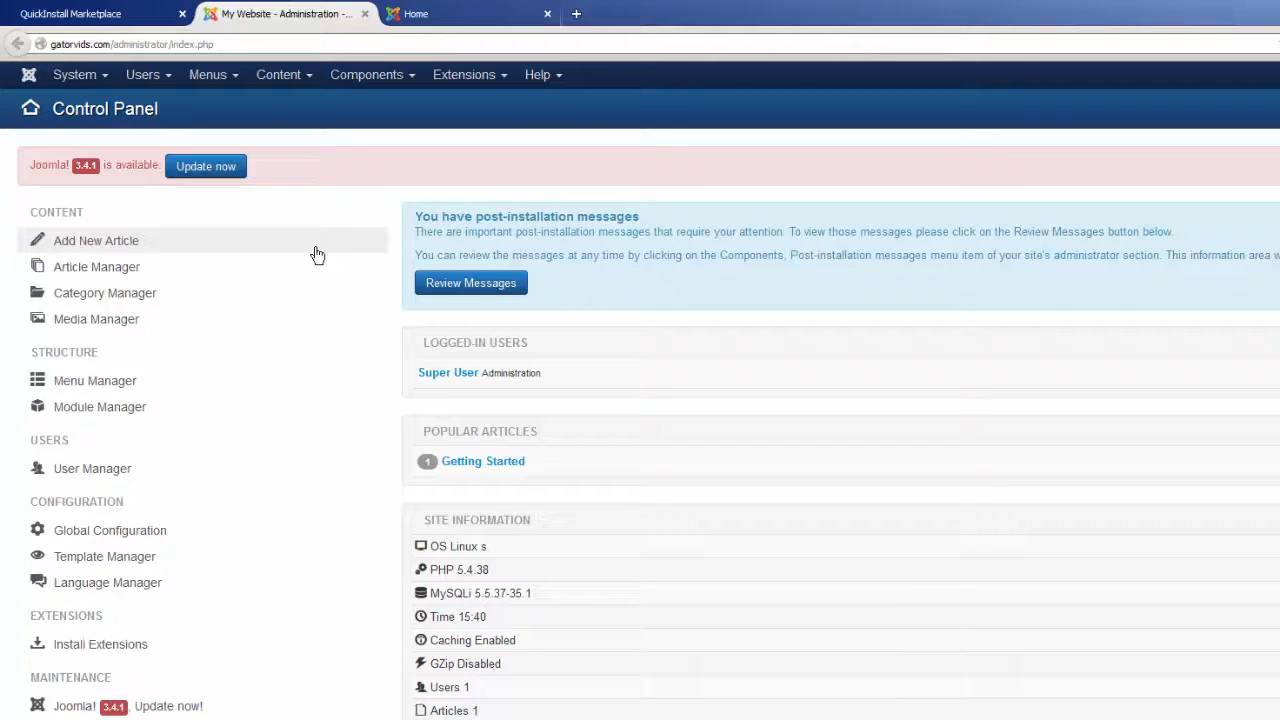 QuickInstall Marketplace × My Website - Administration -... × Home × +
gatorvids.com/administrator/index.php
System Users Menus Content Components Extensions Help
Control Panel
Joomla! 3.4.1 is available. Update now
CONTENT
Add New Article
Article Manager
Category Manager
Media Manager
STRUCTURE
Menu Manager
Module Manager
USERS
User Manager
CONFIGURATION
Global Configuration
Template Manager
Language Manager
EXTENSIONS
Install Extensions
MAINTENANCE
Joomla! 3.4.1, Update now!
You have post-installation messages
There are important post-installation messages that require your attention. To view those messages please click on the Review Messages button below.
You can review the messages at any time by clicking on the Components, Post-installation messages menu item of your site's administrator section. This information area w
Review Messages
LOGGED-IN USERS
Super User Administration
POPULAR ARTICLES
1 Getting Started
SITE INFORMATION
OS Linux s
PHP 5.4.38
MySQLi 5.5.37-35.1
Time 15:40
Caching Enabled
GZip Disabled
Users 1
Articles 1